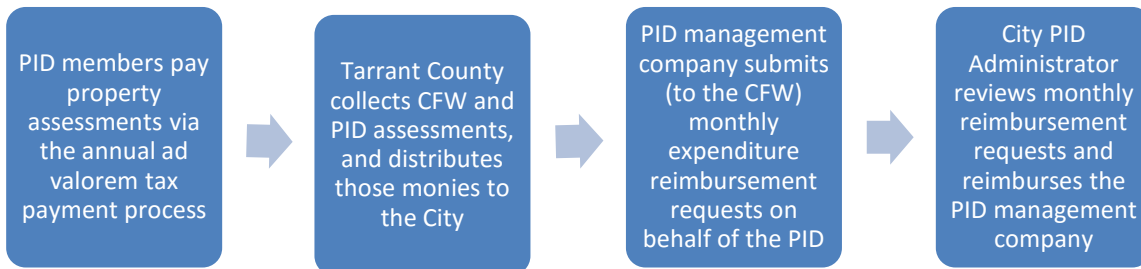 PID members pay
property
assessments via
the annual ad
valorem tax
payment process
Tarrant County
collects CFW and
PID assessments,
and distributes
those monies to
the City
PID management
company submits
(to the CFW)
monthly
expenditure
reimbursement
requests on
behalf of the PID
City PID
Administrator
reviews monthly
reimbursement
requests and
reimburses the
PID management
company